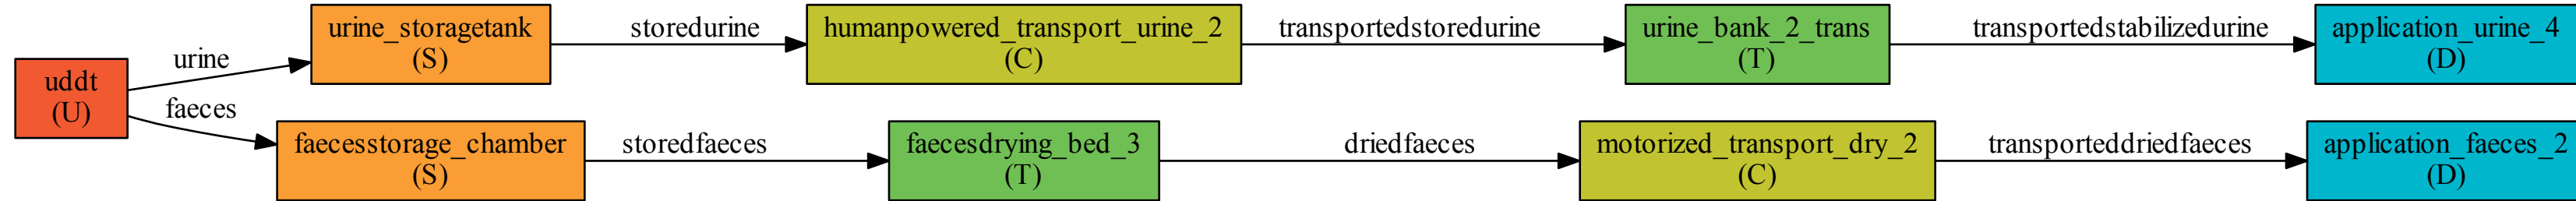 uddt
(U)
urine
faeces
urine_storagetank
(S)
storedurine
humanpowered_transport_urine_2
(C)
transportedstoredurine
urine_bank_2_trans
(T)
transportedstabilizedurine
application_urine_4
(D)
faecesstorage_chamber
(S)
storedfaeces
faecesdrying_bed_3
(T)
driedfaeces
motorized_transport_dry_2
(C)
transporteddriedfaeces
application_faeces_2
(D)